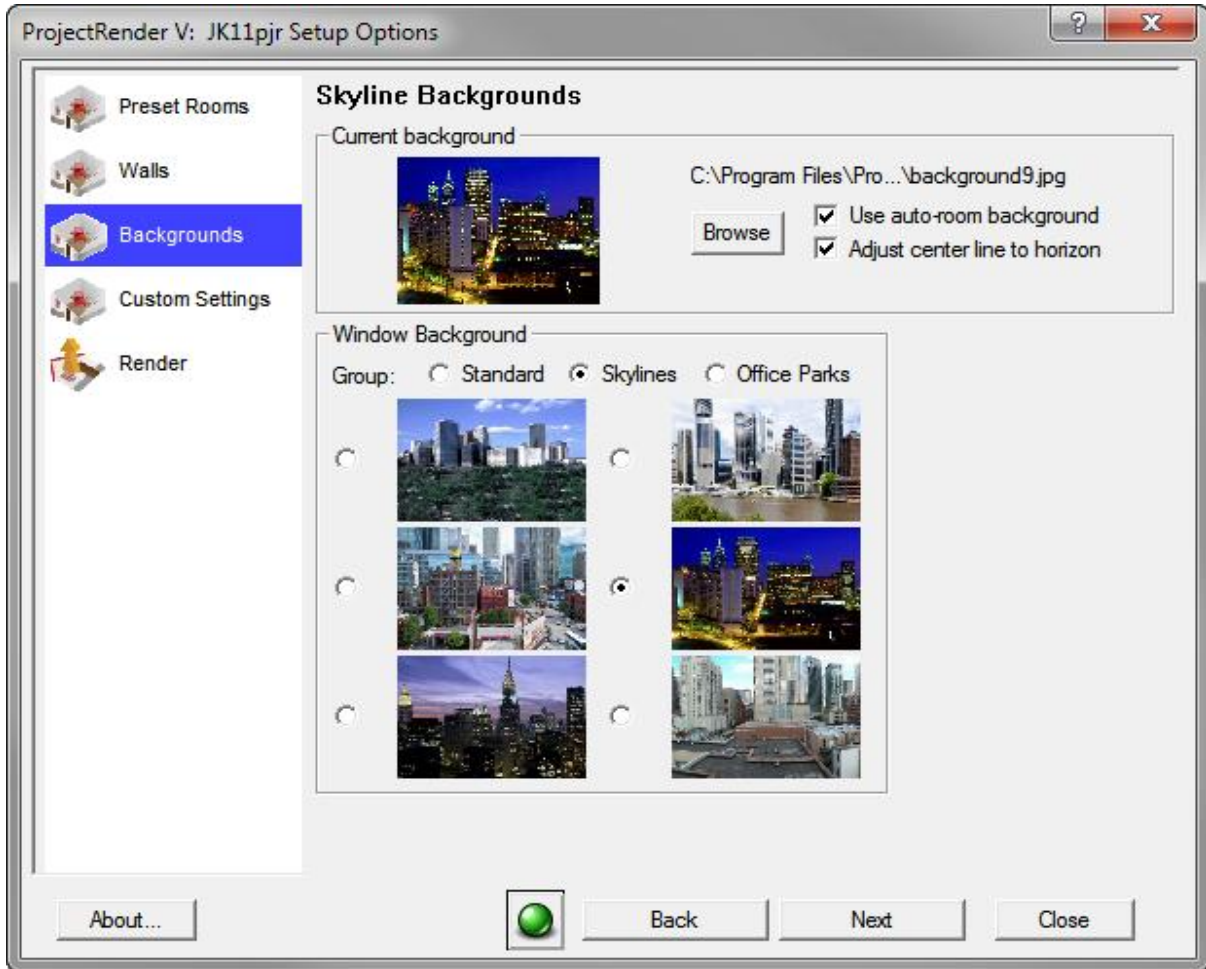 ProjectRender V: JK11pjr Setup Options
Preset Rooms
Walls
Backgrounds
Custom Settings
Render
Skyline Backgrounds
Current background
C:\Program Files\Pro...\background9.jpg
Browse
Use auto-room background
Adjust center line to horizon
Window Background
Group: Standard Skylines Office Parks
About... Back Next Close